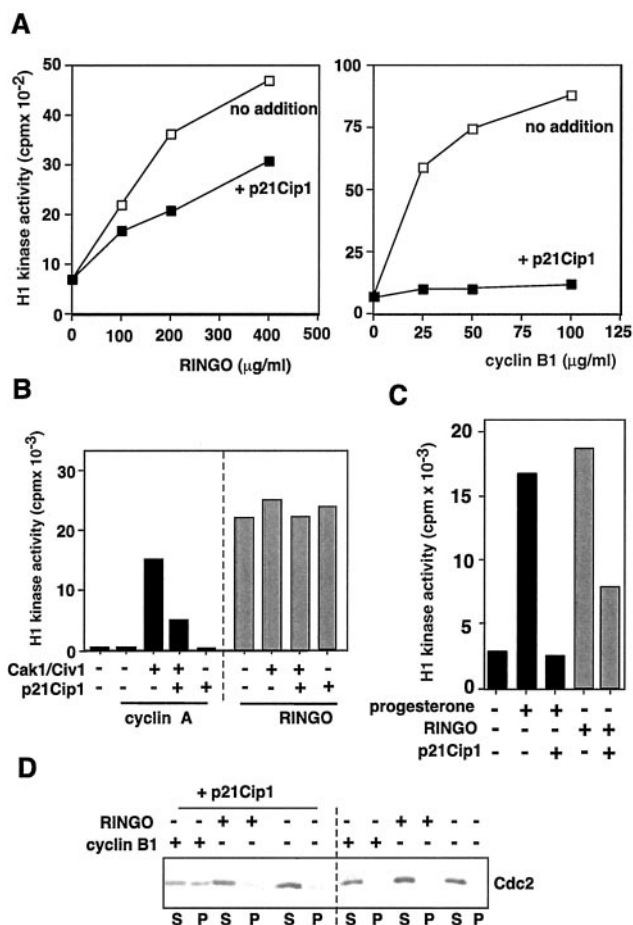 A
H1 kinase activity (cpmx 10-2)
50
40
30
20
10
0
no addition
+ p21Cip1
0 100 200 300 400 500
RINGO (µg/ml)
100
75
50
25
0
no addition
+ p21Cip1
0 25 50 75 100 125
cyclin B1 (µg/ml)
B
H1 kinase activity (cpmx 10-3)
30
20
10
0
Cak1/Civ1 - - + + - - + + -
p21Cip1 - - - + + - - + +
cyclin A RINGO
C
H1 kinase activity (cpm x 10-3)
20
15
10
5
0
progesterone - + + - -
RINGO - - - + +
p21Cip1 - - + - +
D
+ p21Cip1
RINGO - - + + - - - - + + - -
cyclin B1 + + - - - - + + - - - -
Cdc2
S P S P S P S P S P S P